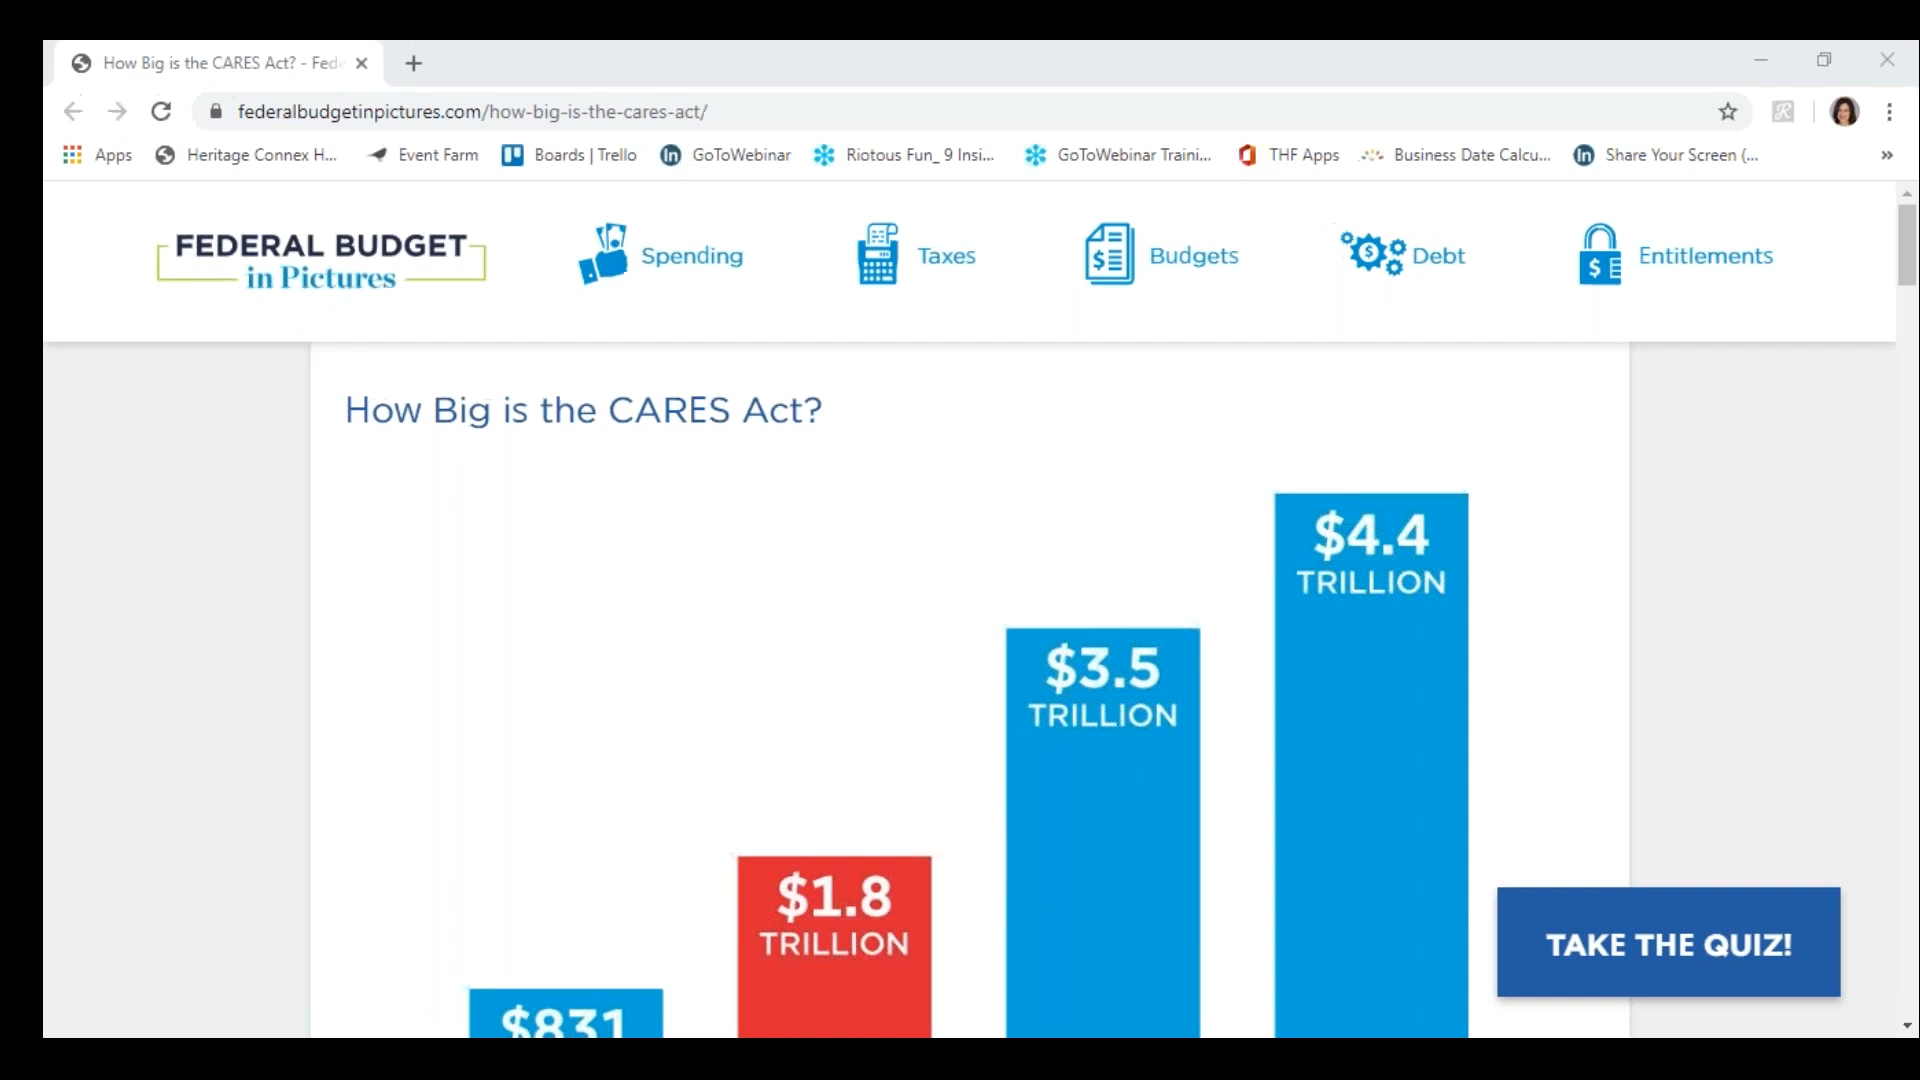 How Big is the CARES Act? - Fede
federalbudgetinpictures.com/how-big-is-the-cares-act/
Apps Heritage Connex H... Event Farm Boards | Trello GoToWebinar Riotous Fun_ 9 Insi... GoToWebinar Traini... THF Apps Business Date Calcu... Share Your Screen (... »
FEDERAL BUDGET
in Pictures
Spending Taxes Budgets Debt Entitlements
How Big is the CARES Act?
$4.4
TRILLION
$3.5
TRILLION
$1.8
TRILLION
$831
TAKE THE QUIZ!